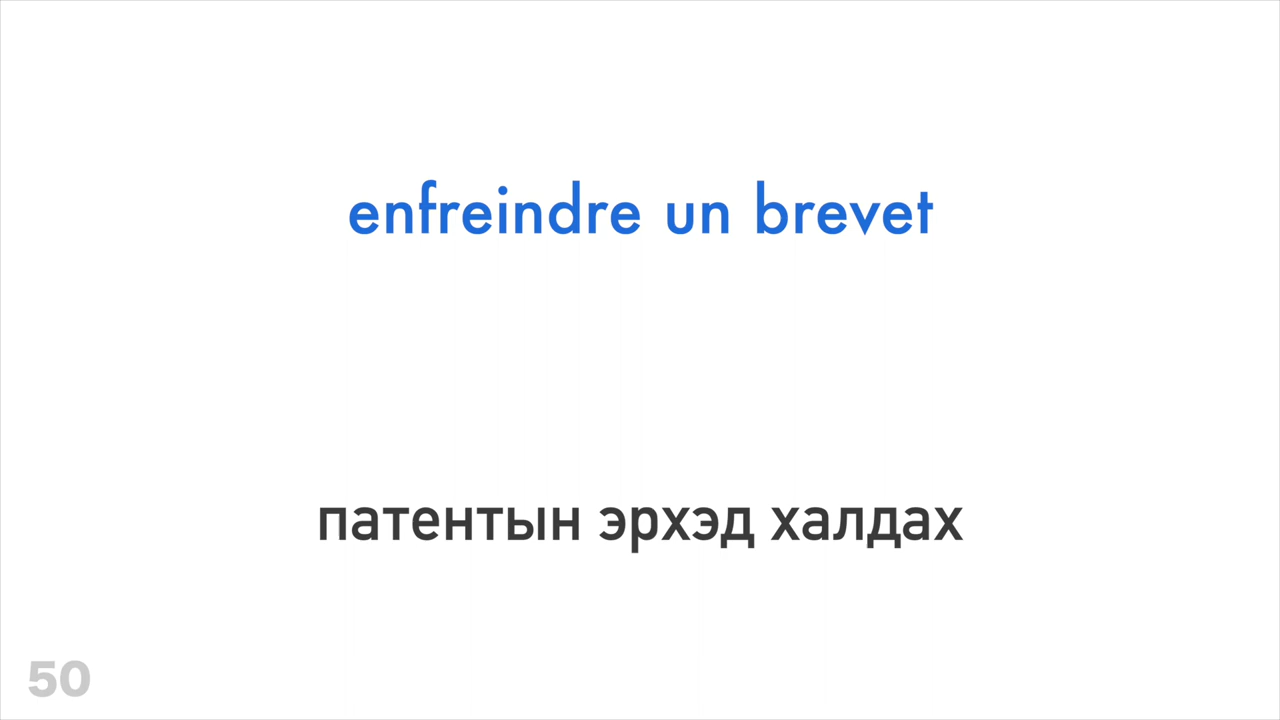 enfreindre un brevet
патентын эрхэд халдах
50